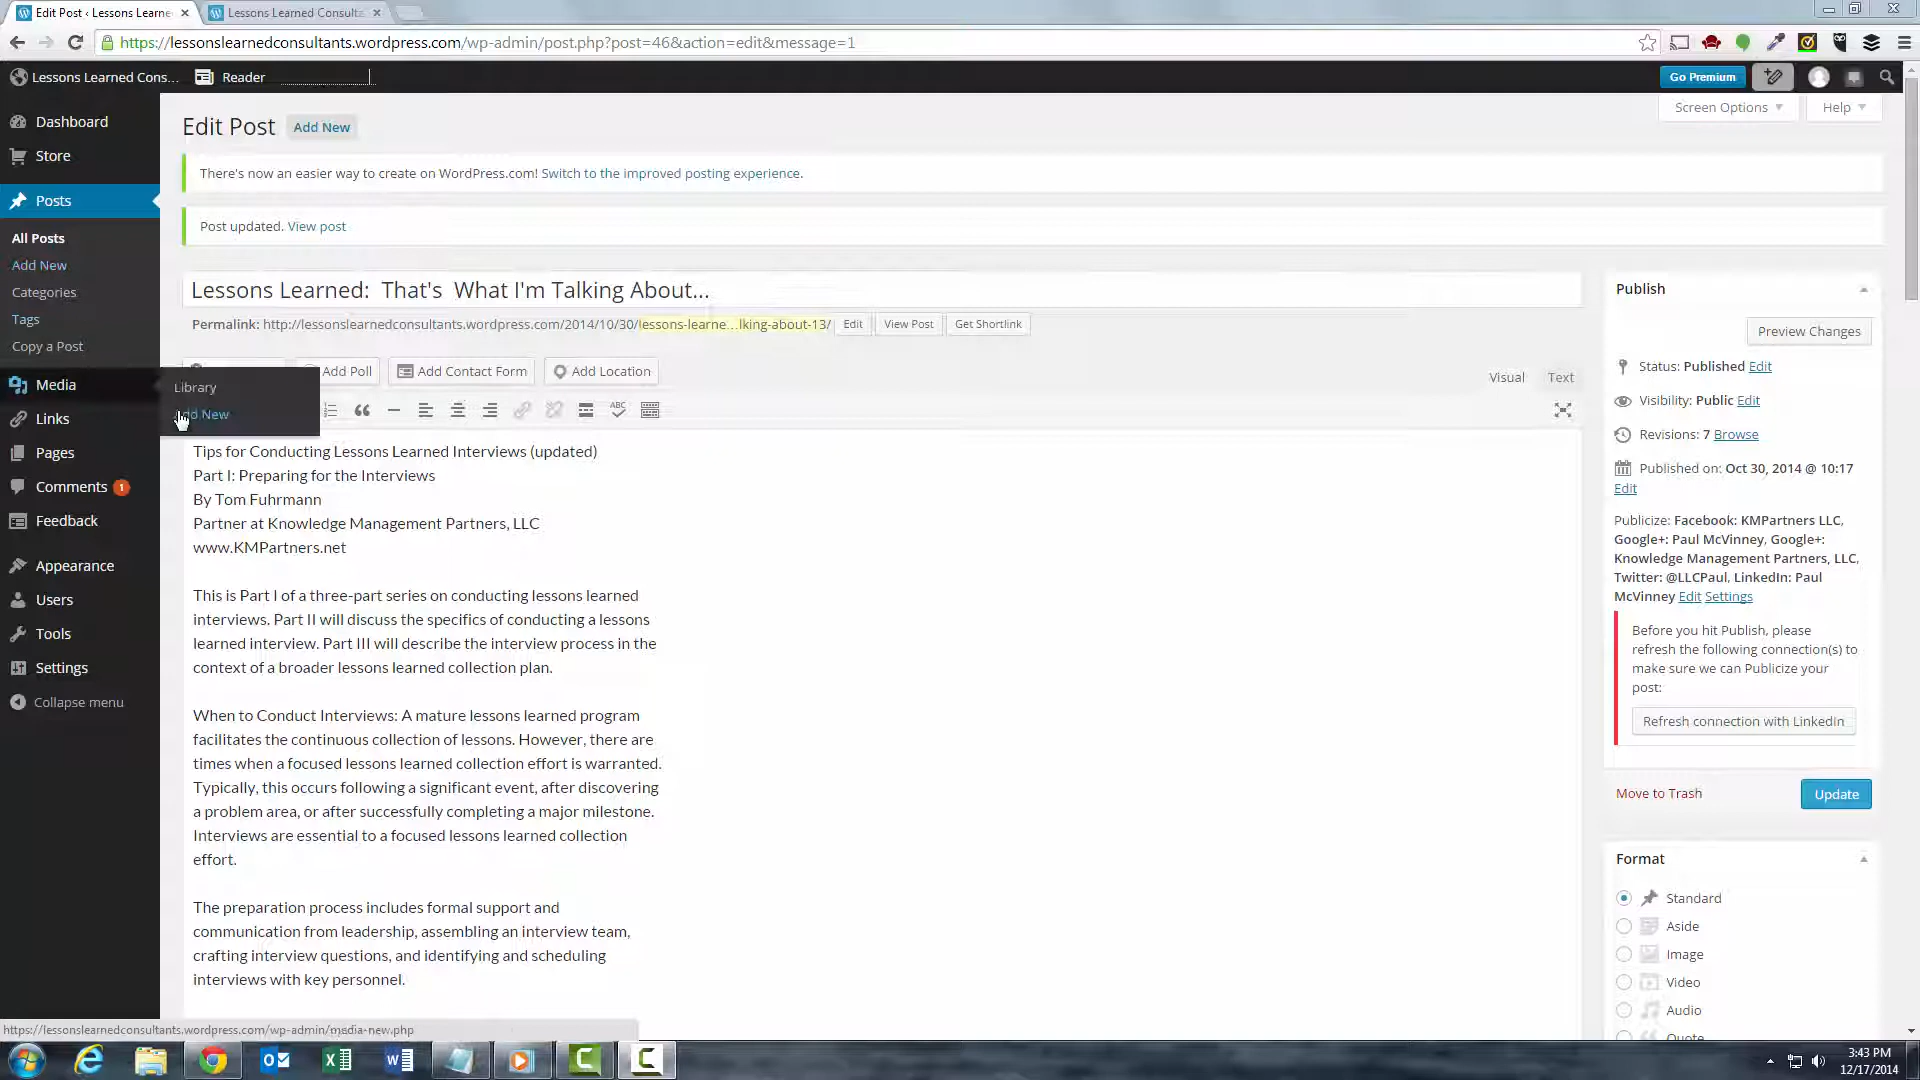 Edit Post ‹ Lessons Learne
Lessons Learned Consulta
https://lessonslearnedconsultants.wordpress.com/wp-admin/post.php?post=46&action=edit&message=1
Lessons Learned Cons...
Reader
Go Premium
Dashboard
Store
Posts
All Posts
Add New
Categories
Tags
Copy a Post
Media
Links
Pages
Comments 1
Feedback
Appearance
Users
Tools
Settings
Collapse menu
Library
Edit Post
Add New
Screen Options
Help
There's now an easier way to create on WordPress.com! Switch to the improved posting experience.
Post updated. View post
Lessons Learned:  That's  What I'm Talking About...
Permalink: http://lessonslearnedconsultants.wordpress.com/2014/10/30/lessons-learne...lking-about-13/
Edit
View Post
Get Shortlink
Add Poll
Add Contact Form
Add Location
Visual
Text
ABC
Tips for Conducting Lessons Learned Interviews (updated)
Part I: Preparing for the Interviews
By Tom Fuhrmann
Partner at Knowledge Management Partners, LLC
www.KMPartners.net
This is Part I of a three-part series on conducting lessons learned
interviews. Part II will discuss the specifics of conducting a lessons
learned interview. Part III will describe the interview process in the
context of a broader lessons learned collection plan.
When to Conduct Interviews: A mature lessons learned program
facilitates the continuous collection of lessons. However, there are
times when a focused lessons learned collection effort is warranted.
Typically, this occurs following a significant event, after discovering
a problem area, or after successfully completing a major milestone.
Interviews are essential to a focused lessons learned collection
effort.
The preparation process includes formal support and
communication from leadership, assembling an interview team,
crafting interview questions, and identifying and scheduling
interviews with key personnel.
Publish
Preview Changes
Status: Published Edit
Visibility: Public Edit
Revisions: 7 Browse
Published on: Oct 30, 2014 @ 10:17
Edit
Publicize: Facebook: KMPartners LLC,
Google+: Paul McVinney, Google+:
Knowledge Management Partners, LLC,
Twitter: @LLCPaul, LinkedIn: Paul
McVinney Edit Settings
Before you hit Publish, please
refresh the following connection(s) to
make sure we can Publicize your
post:
Refresh connection with LinkedIn
Move to Trash
Update
Format
Standard
Aside
Image
Video
Audio
Quote
https://lessonslearnedconsultants.wordpress.com/wp-admin/media-new.php
3:43 PM
12/17/2014